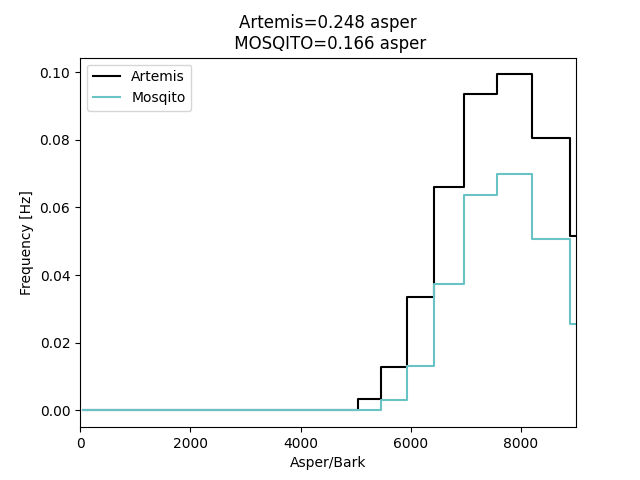 Artemis=0.248 asper
MOSQITO=0.166 asper
Artemis
Mosqito
0.10
0.08
0.06
0.04
0.02
0.00
Frequency [Hz]
0
2000
4000
6000
8000
Asper/Bark